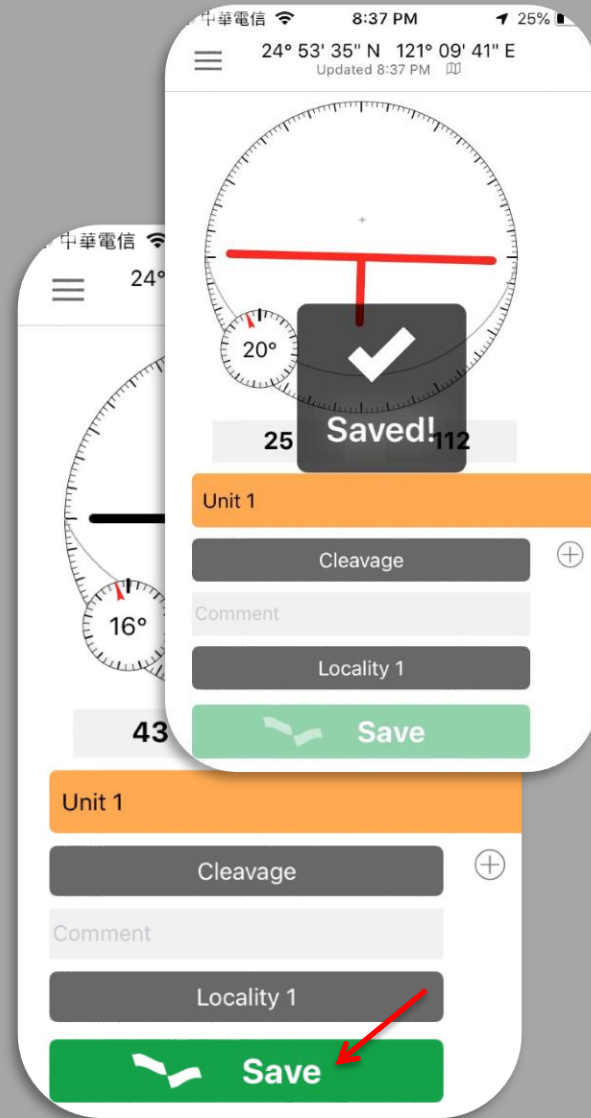 中華電信 8:37 PM 25%
24° 53' 35" N 121° 09' 41" E
Updated 8:37 PM
20°
25 112
Saved!
Unit 1
Cleavage
Comment
Locality 1
Save
中華電信
24°
16°
43
Unit 1
Cleavage
Comment
Locality 1
Save